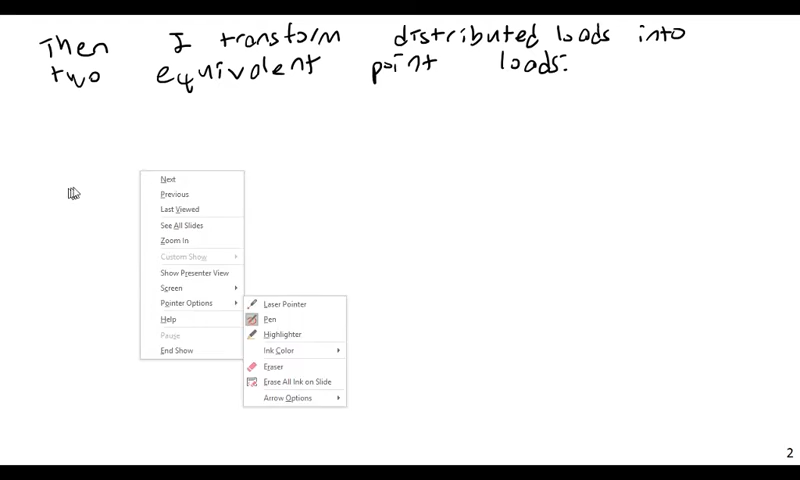 Then I transform distributed loads into
two equivalent point loads:
Next
Previous
Last Viewed
See All Slides
Zoom In
Custom Show
Show Presenter View
Screen
Pointer Options
Help
Pause
End Show
Laser Pointer
Pen
Highlighter
Ink Color
Eraser
Erase All Ink on Slide
Arrow Options
2